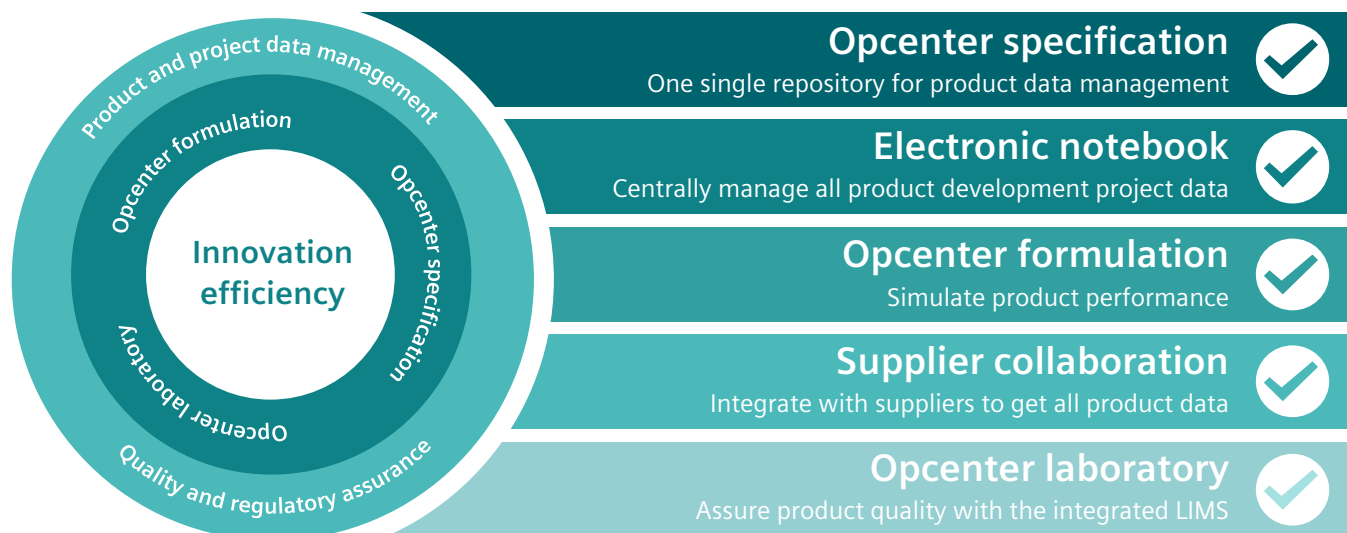 Product and project data management
Opcenter formulation
Opcenter specification
Opcenter laboratory
Quality and regulatory assurance
Innovation
efficiency
Opcenter specification
One single repository for product data management
Electronic notebook
Centrally manage all product development project data
Opcenter formulation
Simulate product performance
Supplier collaboration
Integrate with suppliers to get all product data
Opcenter laboratory
Assure product quality with the integrated LIMS